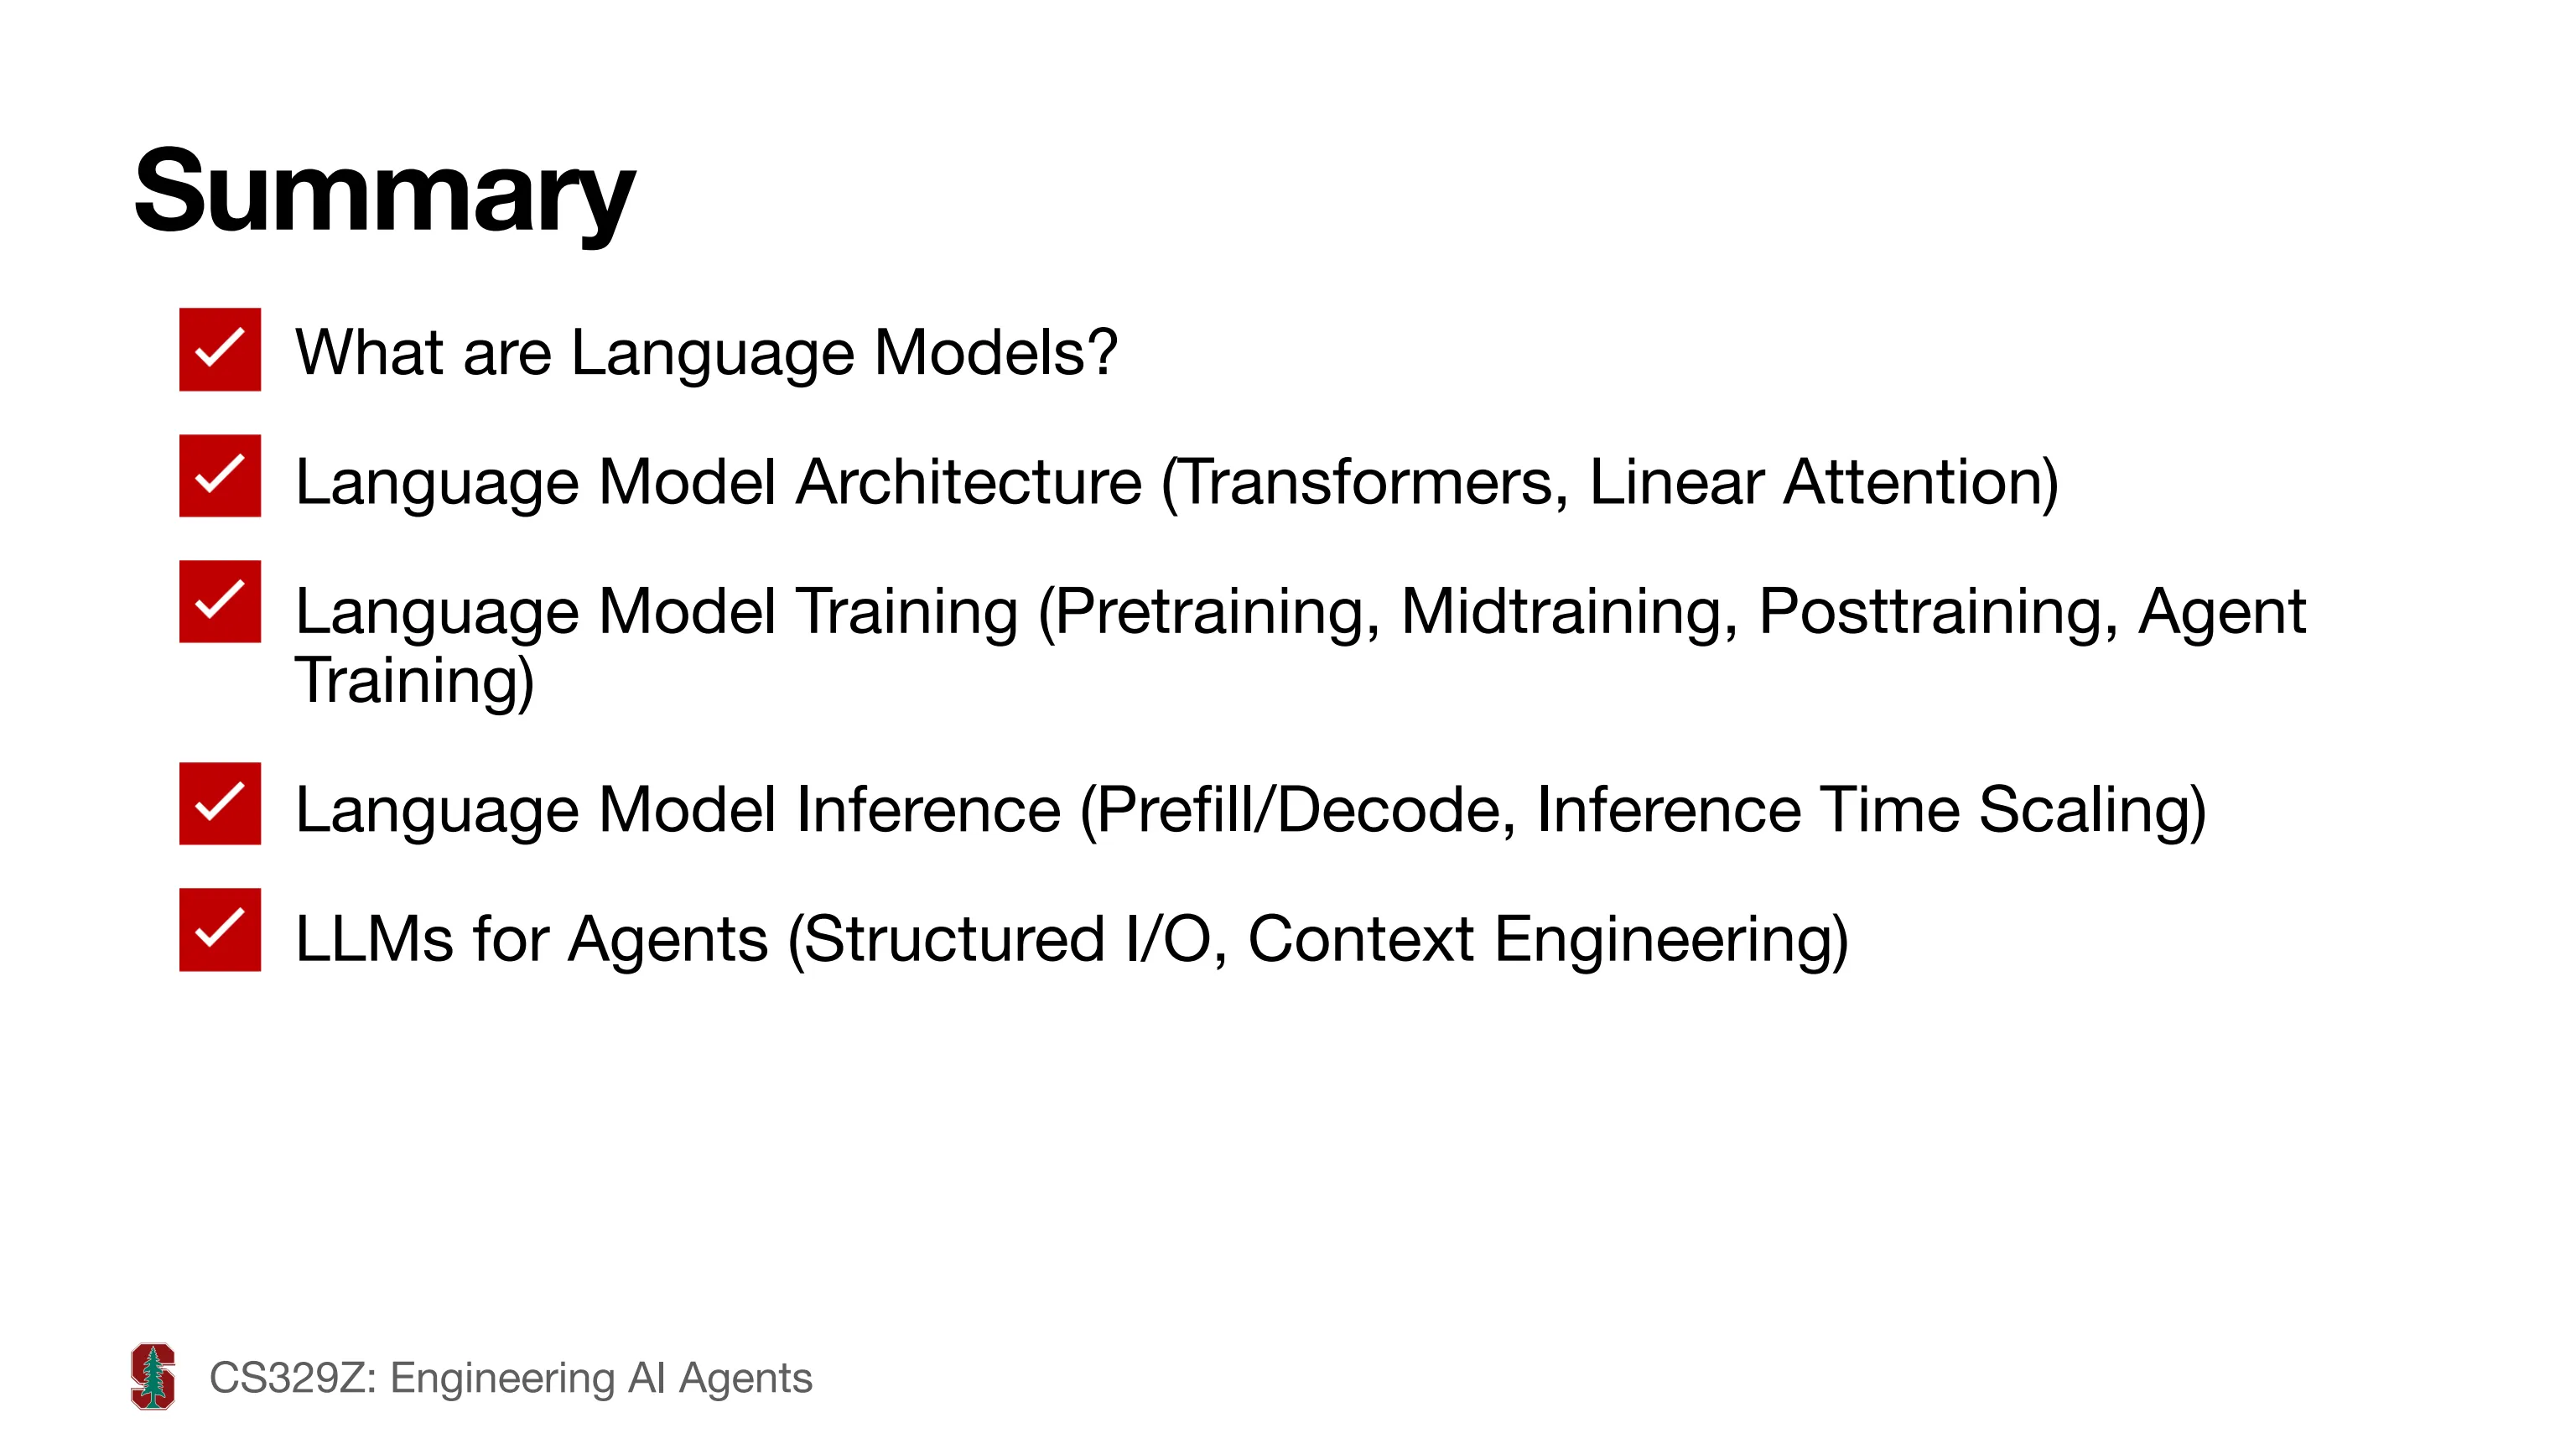 Summary
What are Language Models?
Language Model Architecture (Transformers, Linear Attention)
Language Model Training (Pretraining, Midtraining, Posttraining, Agent
Training)
Language Model Inference (Prefill/Decode, Inference Time Scaling)
LLMs for Agents (Structured I/O, Context Engineering)
CS329Z: Engineering AI Agents